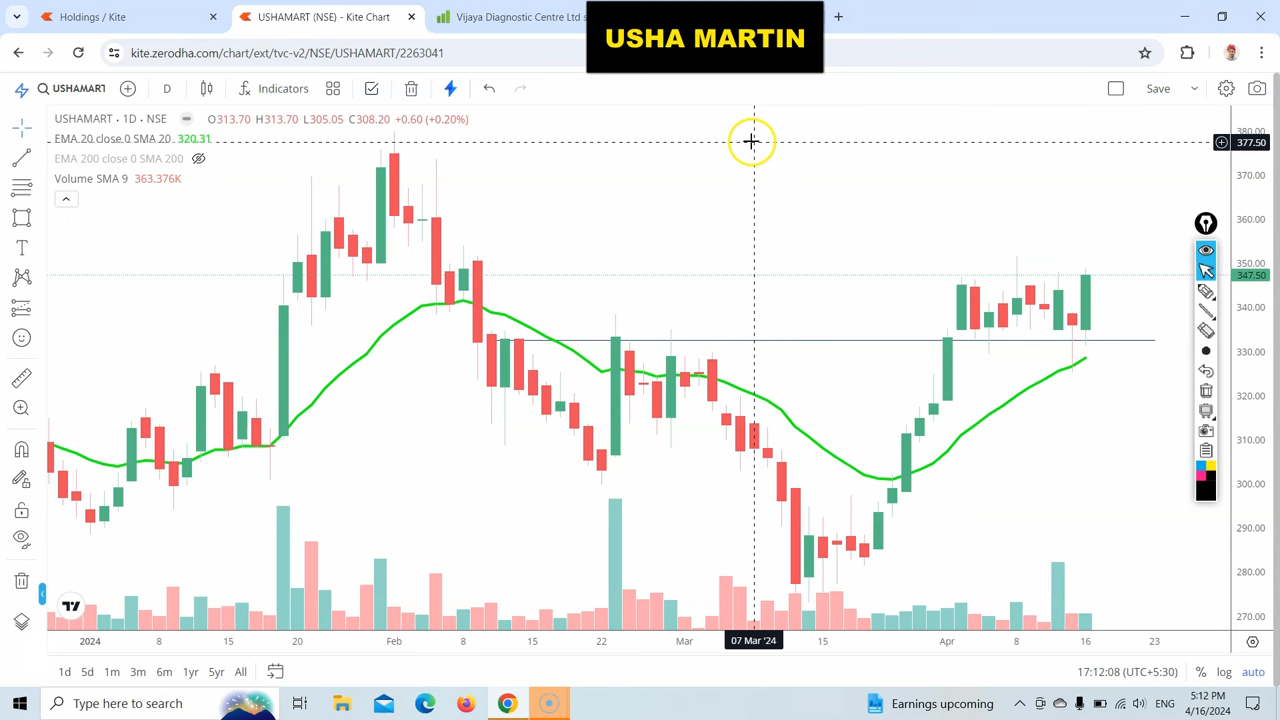 USHAMART (NSE) - Kite
USHAMART (NSE) - Kite
Vijaya Diagnostic Centre Ltd s
USHA MARTIN
kite.zerodha.com/chart/ext/tvc-v2/NSE/USHAMART/2263041
USHAMART
D
Indicators
Save
USHAMART · 1D · NSE
O313.70 H313.70 L305.05 C308.20 +0.60 (+0.20%)
EMA 20 close 0 SMA 20 320.31
EMA 200 close 0 SMA 200
Volume SMA 9 363.376K
380.00
377.50
370.00
360.00
350.00
347.50
340.00
330.00
320.00
310.00
300.00
290.00
280.00
270.00
2024 8 15 20 Feb 8 15 22 Mar 07 Mar '24 15 Apr 8 16 23
1d 5d 1m 3m 6m 1yr 5yr All
17:12:08 (UTC+5:30) % log auto
Type here to search
Earnings upcoming
5:12 PM
4/16/2024